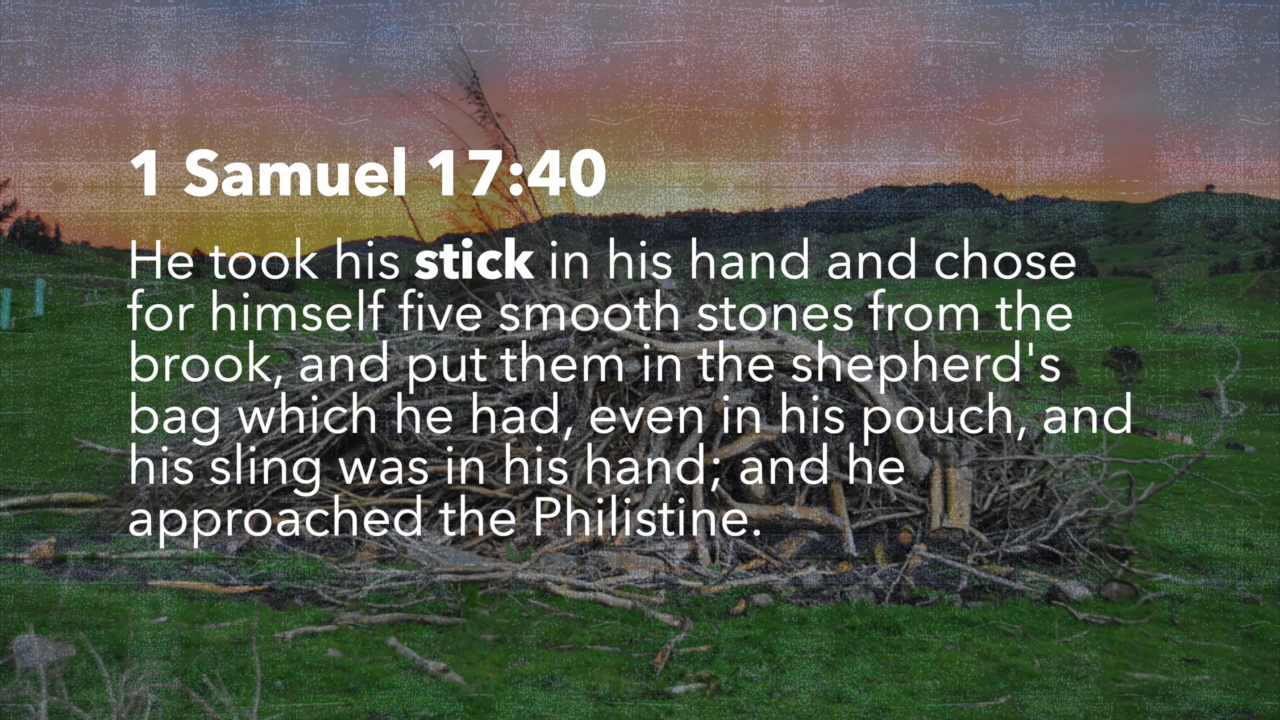 1 Samuel 17:40
He took his stick in his hand and chose
for himself five smooth stones from the
brook, and put them in the shepherd's
bag which he had, even in his pouch, and
his sling was in his hand; and he
approached the Philistine.